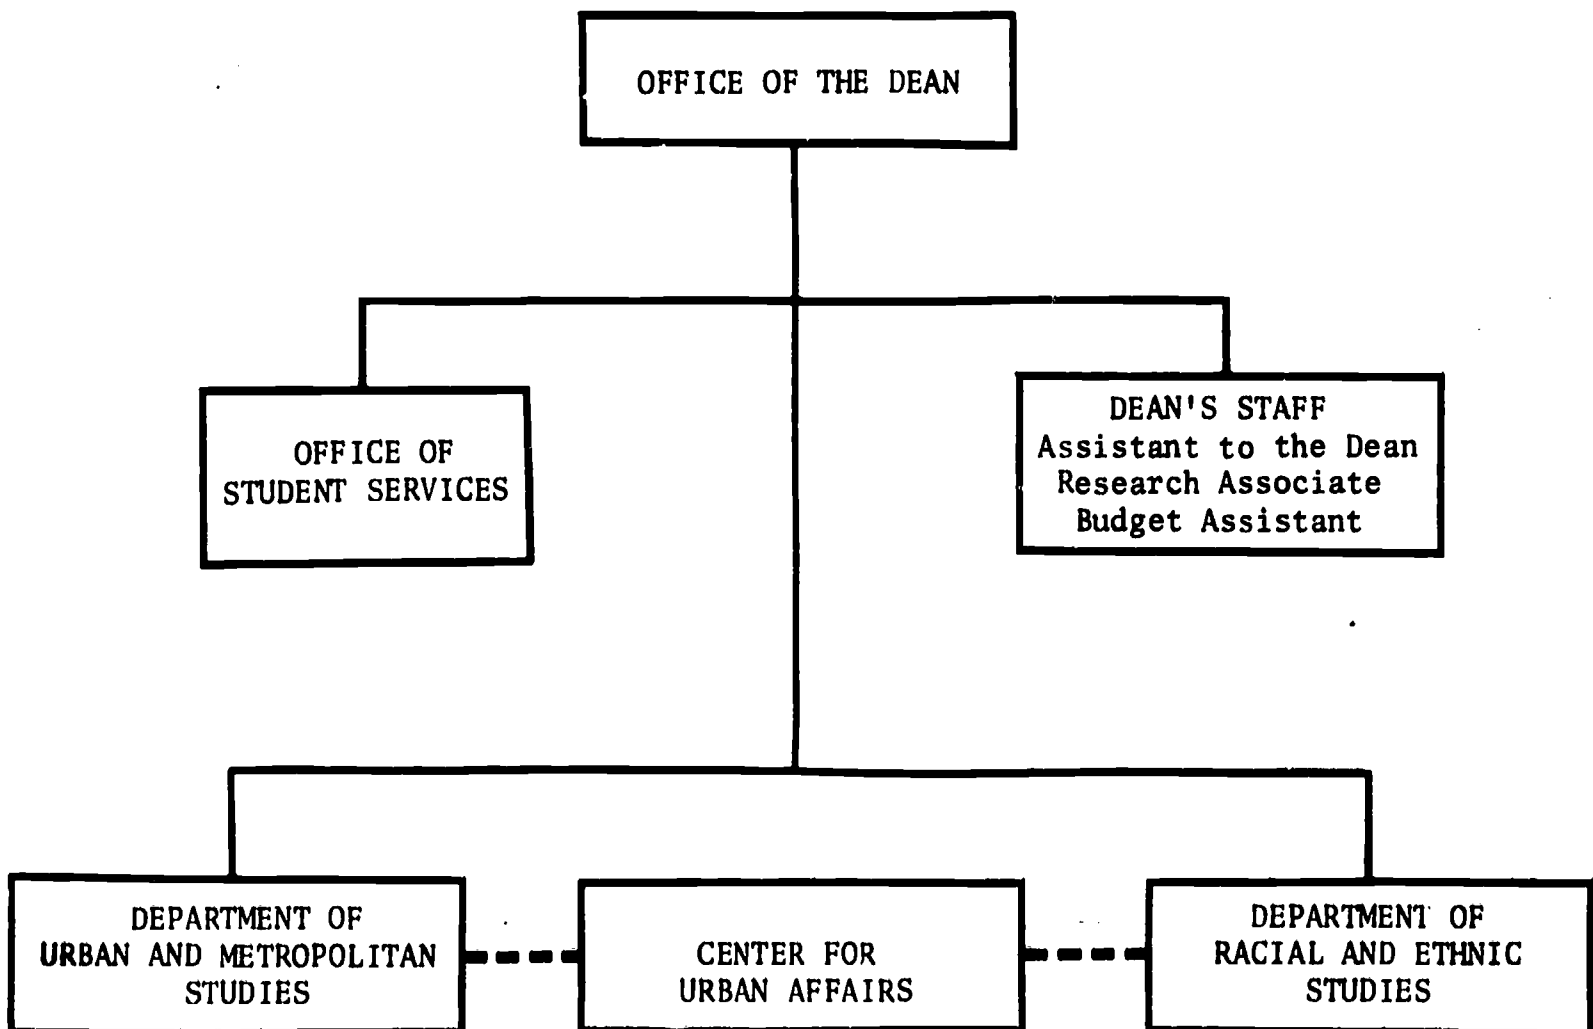 OFFICE OF THE DEAN
OFFICE OF
STUDENT SERVICES
DEAN'S STAFF
Assistant to the Dean
Research Associate
Budget Assistant
DEPARTMENT OF
URBAN AND METROPOLITAN
STUDIES
CENTER FOR
URBAN AFFAIRS
DEPARTMENT OF
RACIAL AND ETHNIC
STUDIES